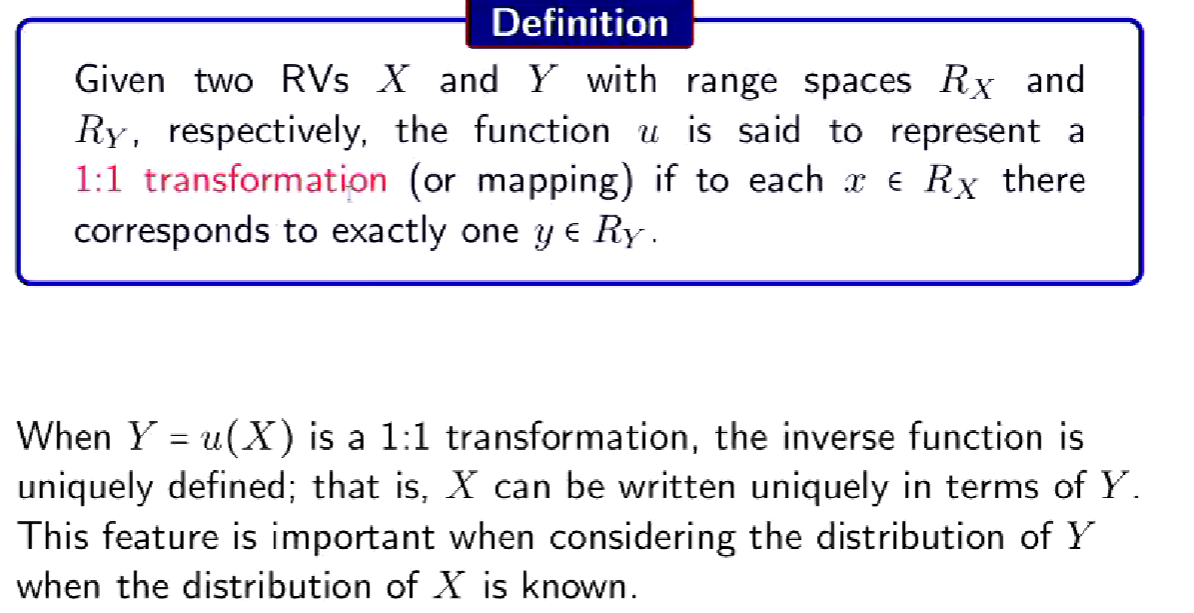 Definition
Given two RVs X and Y with range spaces R_X and
R_Y, respectively, the function u is said to represent a
1:1 transformation (or mapping) if to each x ∈ R_X there
corresponds to exactly one y ∈ R_Y.
When Y = u(X) is a 1:1 transformation, the inverse function is
uniquely defined; that is, X can be written uniquely in terms of Y.
This feature is important when considering the distribution of Y
when the distribution of X is known.